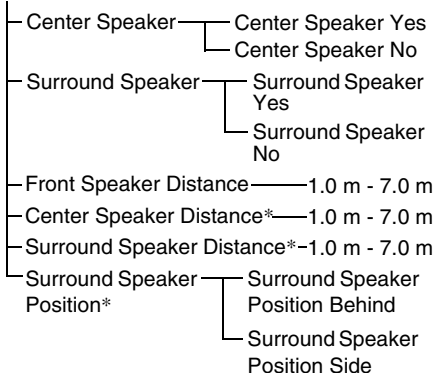 Center Speaker Center Speaker Yes
Center Speaker No
Surround Speaker Surround Speaker
Yes
Surround Speaker
No
Front Speaker Distance 1.0 m - 7.0 m
Center Speaker Distance* 1.0 m - 7.0 m
Surround Speaker Distance* 1.0 m - 7.0 m
Surround Speaker Surround Speaker
Position* Position Behind
Surround Speaker
Position Side